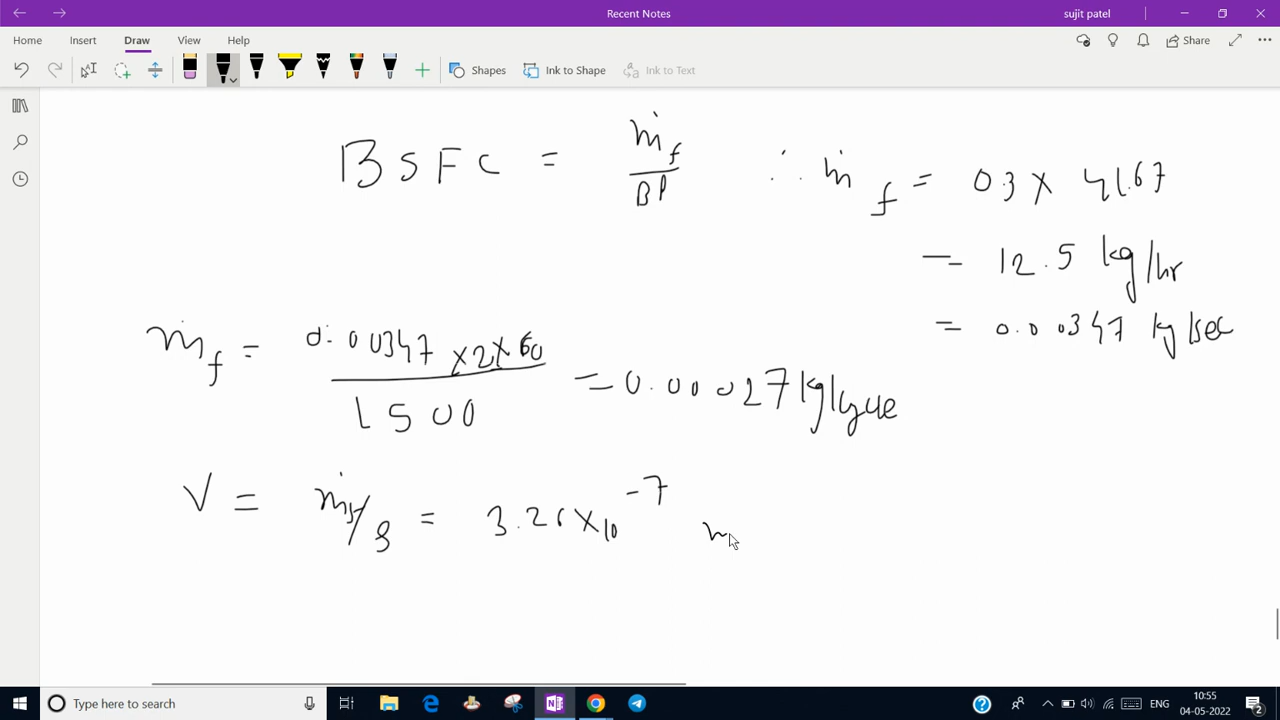 Recent Notes
sujit patel
Home Insert Draw View Help
Share
Shapes Ink to Shape Ink to Text
BSFC = ṁf / BP ∴ ṁf = 0.3 × 41.67
= 12.5 kg/hr
= 0.00347 kg/sec
ṁf = 0.00347 × 2 × 60 / 1500 = 0.00027 kg/cycle
V = ṁf/ρ = 3.26 × 10^-7 m
Type here to search
ENG
10:55
04-05-2022
2